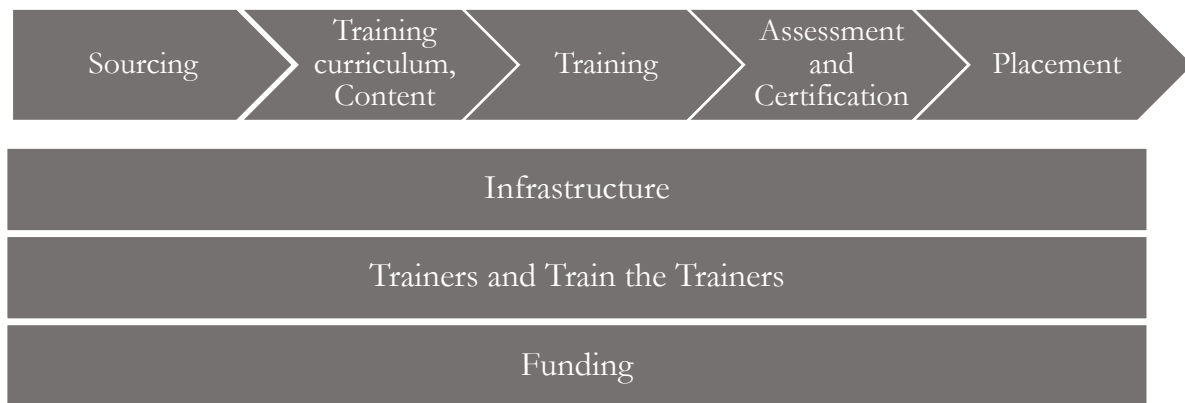 Sourcing
Training
curriculum,
Content
Training
Assessment
and
Certification
Placement
Infrastructure
Trainers and Train the Trainers
Funding